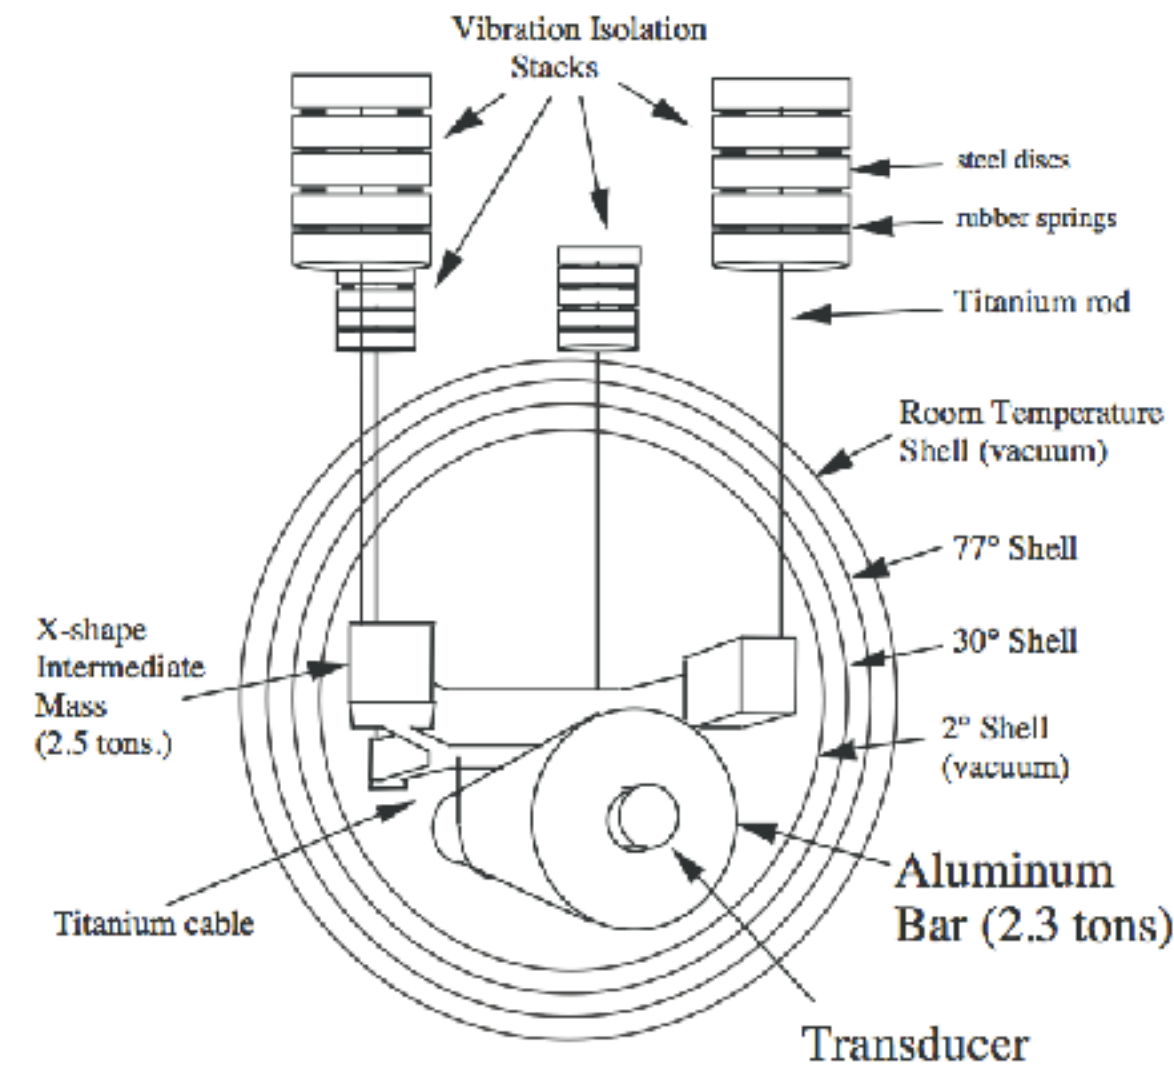 Vibration Isolation
Stacks
steel discs
rubber springs
Titanium rod
Room Temperature
Shell (vacuum)
77° Shell
30° Shell
2° Shell
(vacuum)
X-shape
Intermediate
Mass
(2.5 tons.)
Titanium cable
Aluminum
Bar (2.3 tons)
Transducer